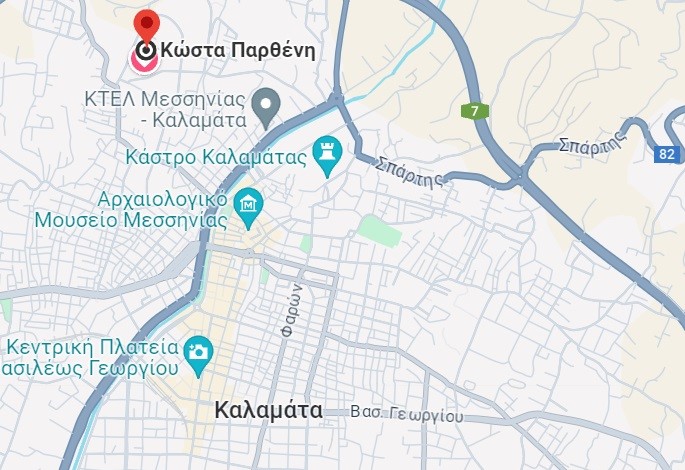 Κώστα Παρθένη
ΚΤΕΛ Μεσσηνίας
- Καλαμάτα
7
Κάστρο Καλαμάτας
Σπάρτης
Σπάρτης
82
Αρχαιολογικό
Μουσείο Μεσσηνίας
Φαρών
Κεντρική Πλατεία
ασιλέως Γεωργίου
Καλαμάτα
Βασ. Γεωργίου